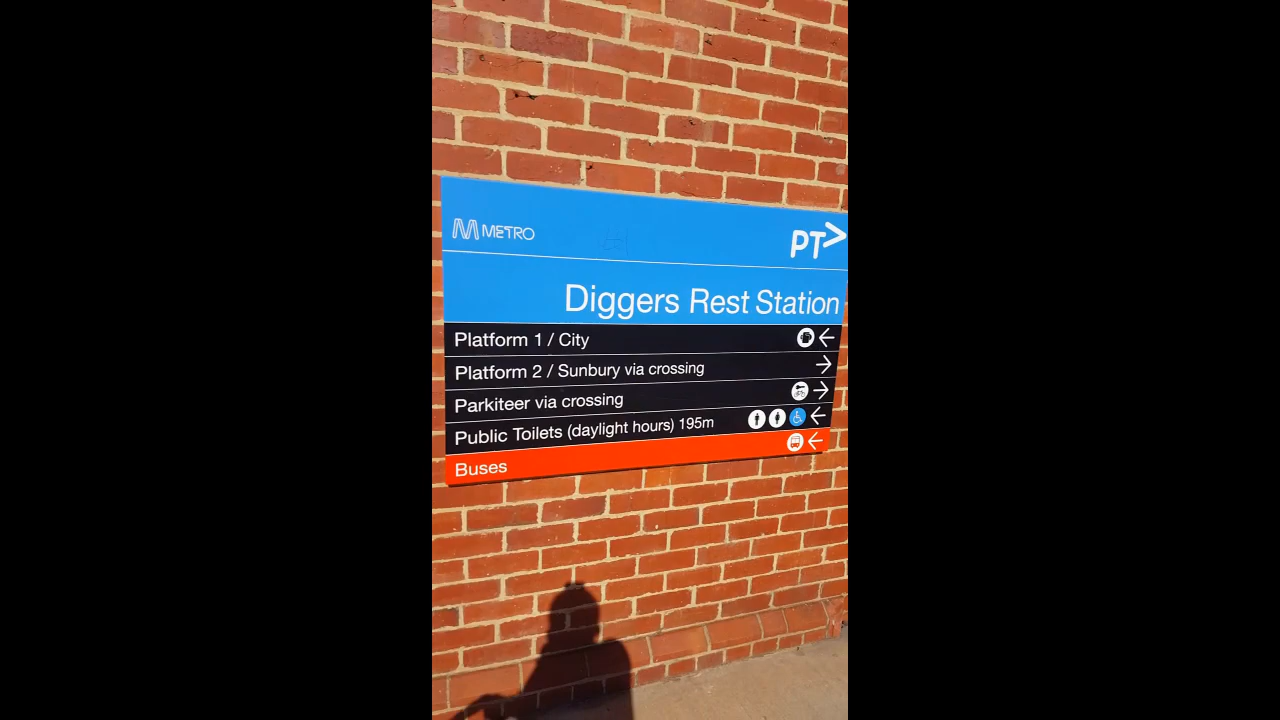 METRO
PT>
Diggers Rest Station
Platform 1 / City
Platform 2 / Sunbury via crossing
Parkiteer via crossing
Public Toilets (daylight hours) 195m
Buses